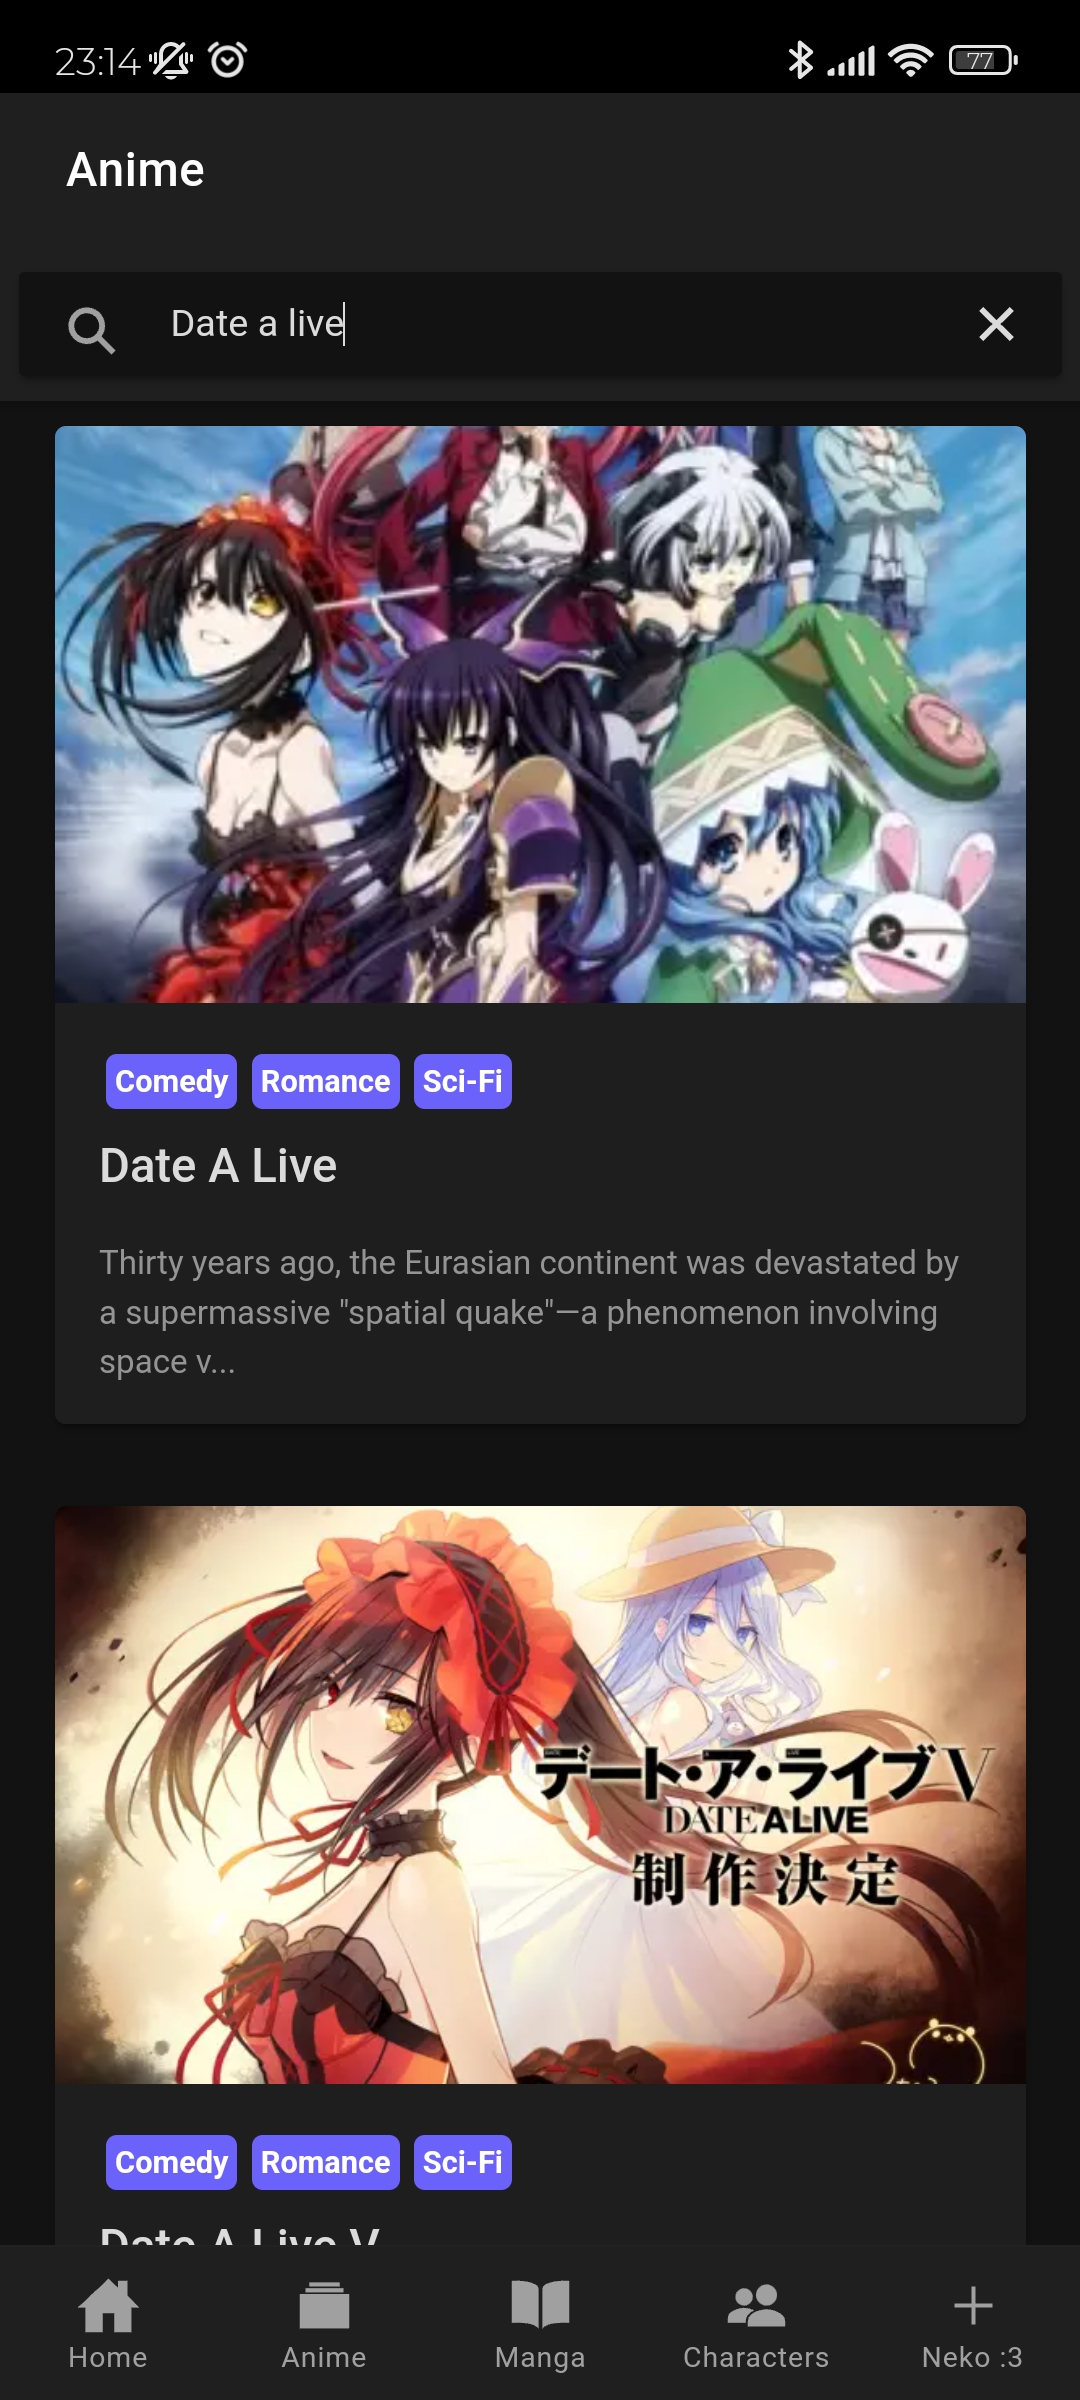 23:14
77
Anime
Date a live
Comedy Romance Sci-Fi
Date A Live
Thirty years ago, the Eurasian continent was devastated by
a supermassive "spatial quake"—a phenomenon involving
space v...
デート・ア・ライブV
DATE A LIVE
制作決定
Comedy Romance Sci-Fi
Date A Live V
Home Anime Manga Characters Neko :3